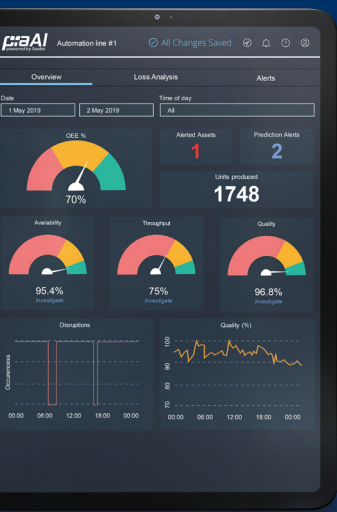 powered by Seebo
Automation line #1
All Changes Saved
Overview
Loss Analysis
Alerts
Date
Time of day
1 May 2019
2 May 2019
All
OEE %
70%
Alerted Assets
1
Prediction Alerts
2
Units produced
1748
Availability
95.4%
Investigate
Throughput
75%
Investigate
Quality
96.8%
Investigate
Disruptions
Occurencess
00:00 06:00 12:00 18:00 00:00
Quality (%)
100
90
80
70
00:00 06:00 12:00 18:00 00:00